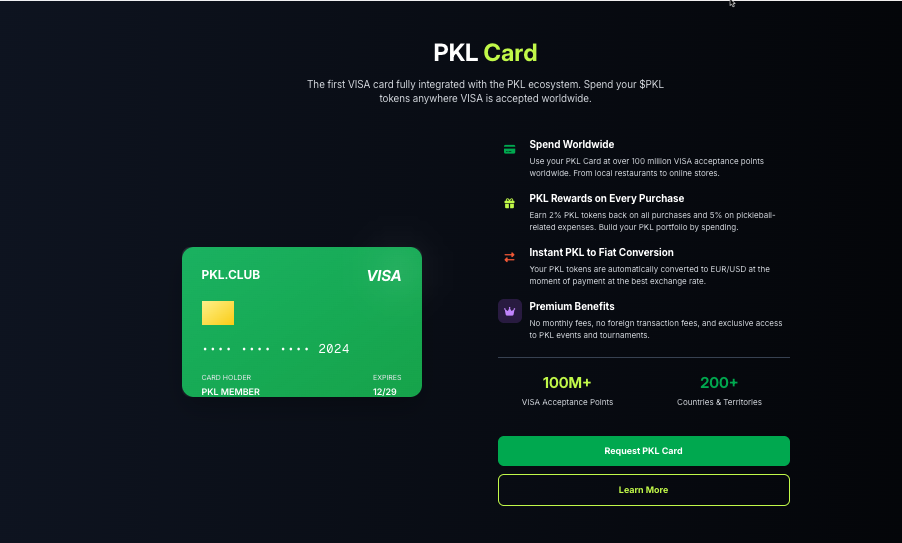 PKL Card
The first VISA card fully integrated with the PKL ecosystem. Spend your $PKL
tokens anywhere VISA is accepted worldwide.
PKL.CLUB
VISA
•••• •••• •••• 2024
CARD HOLDER
EXPIRES
PKL MEMBER
12/29
Spend Worldwide
Use your PKL Card at over 100 million VISA acceptance points
worldwide. From local restaurants to online stores.
PKL Rewards on Every Purchase
Earn 2% PKL tokens back on all purchases and 5% on pickleball-
related expenses. Build your PKL portfolio by spending.
Instant PKL to Fiat Conversion
Your PKL tokens are automatically converted to EUR/USD at the
moment of payment at the best exchange rate.
Premium Benefits
No monthly fees, no foreign transaction fees, and exclusive access
to PKL events and tournaments.
100M+
200+
VISA Acceptance Points
Countries & Territories
Request PKL Card
Learn More